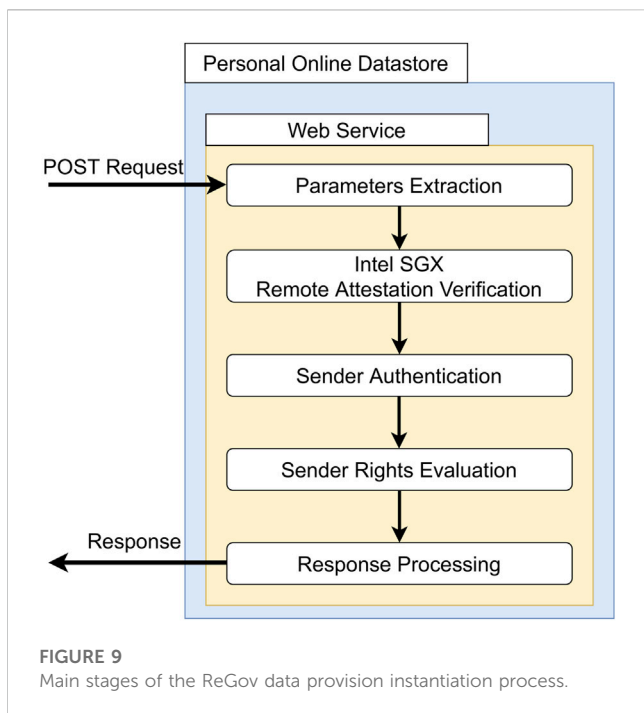 Personal Online Datastore
Web Service
POST Request
Parameters Extraction
Intel SGX
Remote Attestation Verification
Sender Authentication
Sender Rights Evaluation
Response
Response Processing
FIGURE 9
Main stages of the ReGov data provision instantiation process.